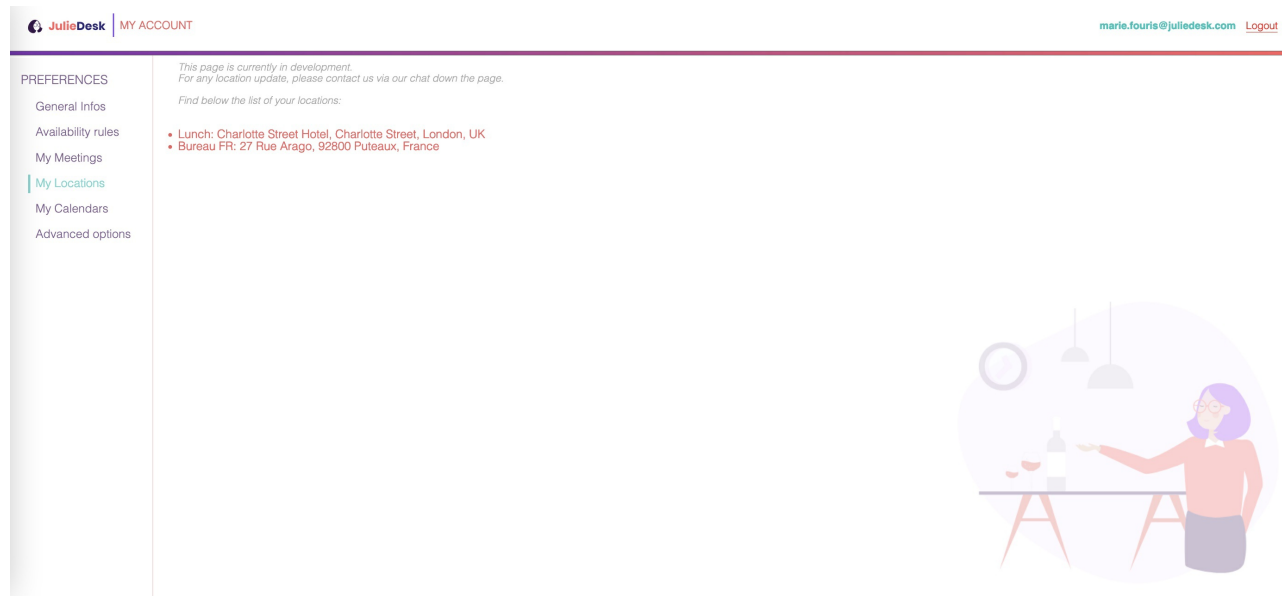 JulieDesk MY ACCOUNT marie.fouris@juliedesk.com Logout
PREFERENCES
General Infos
Availability rules
My Meetings
My Locations
My Calendars
Advanced options
This page is currently in development.
For any location update, please contact us via our chat down the page.
Find below the list of your locations:
• Lunch: Charlotte Street Hotel, Charlotte Street, London, UK
• Bureau FR: 27 Rue Arago, 92800 Puteaux, France